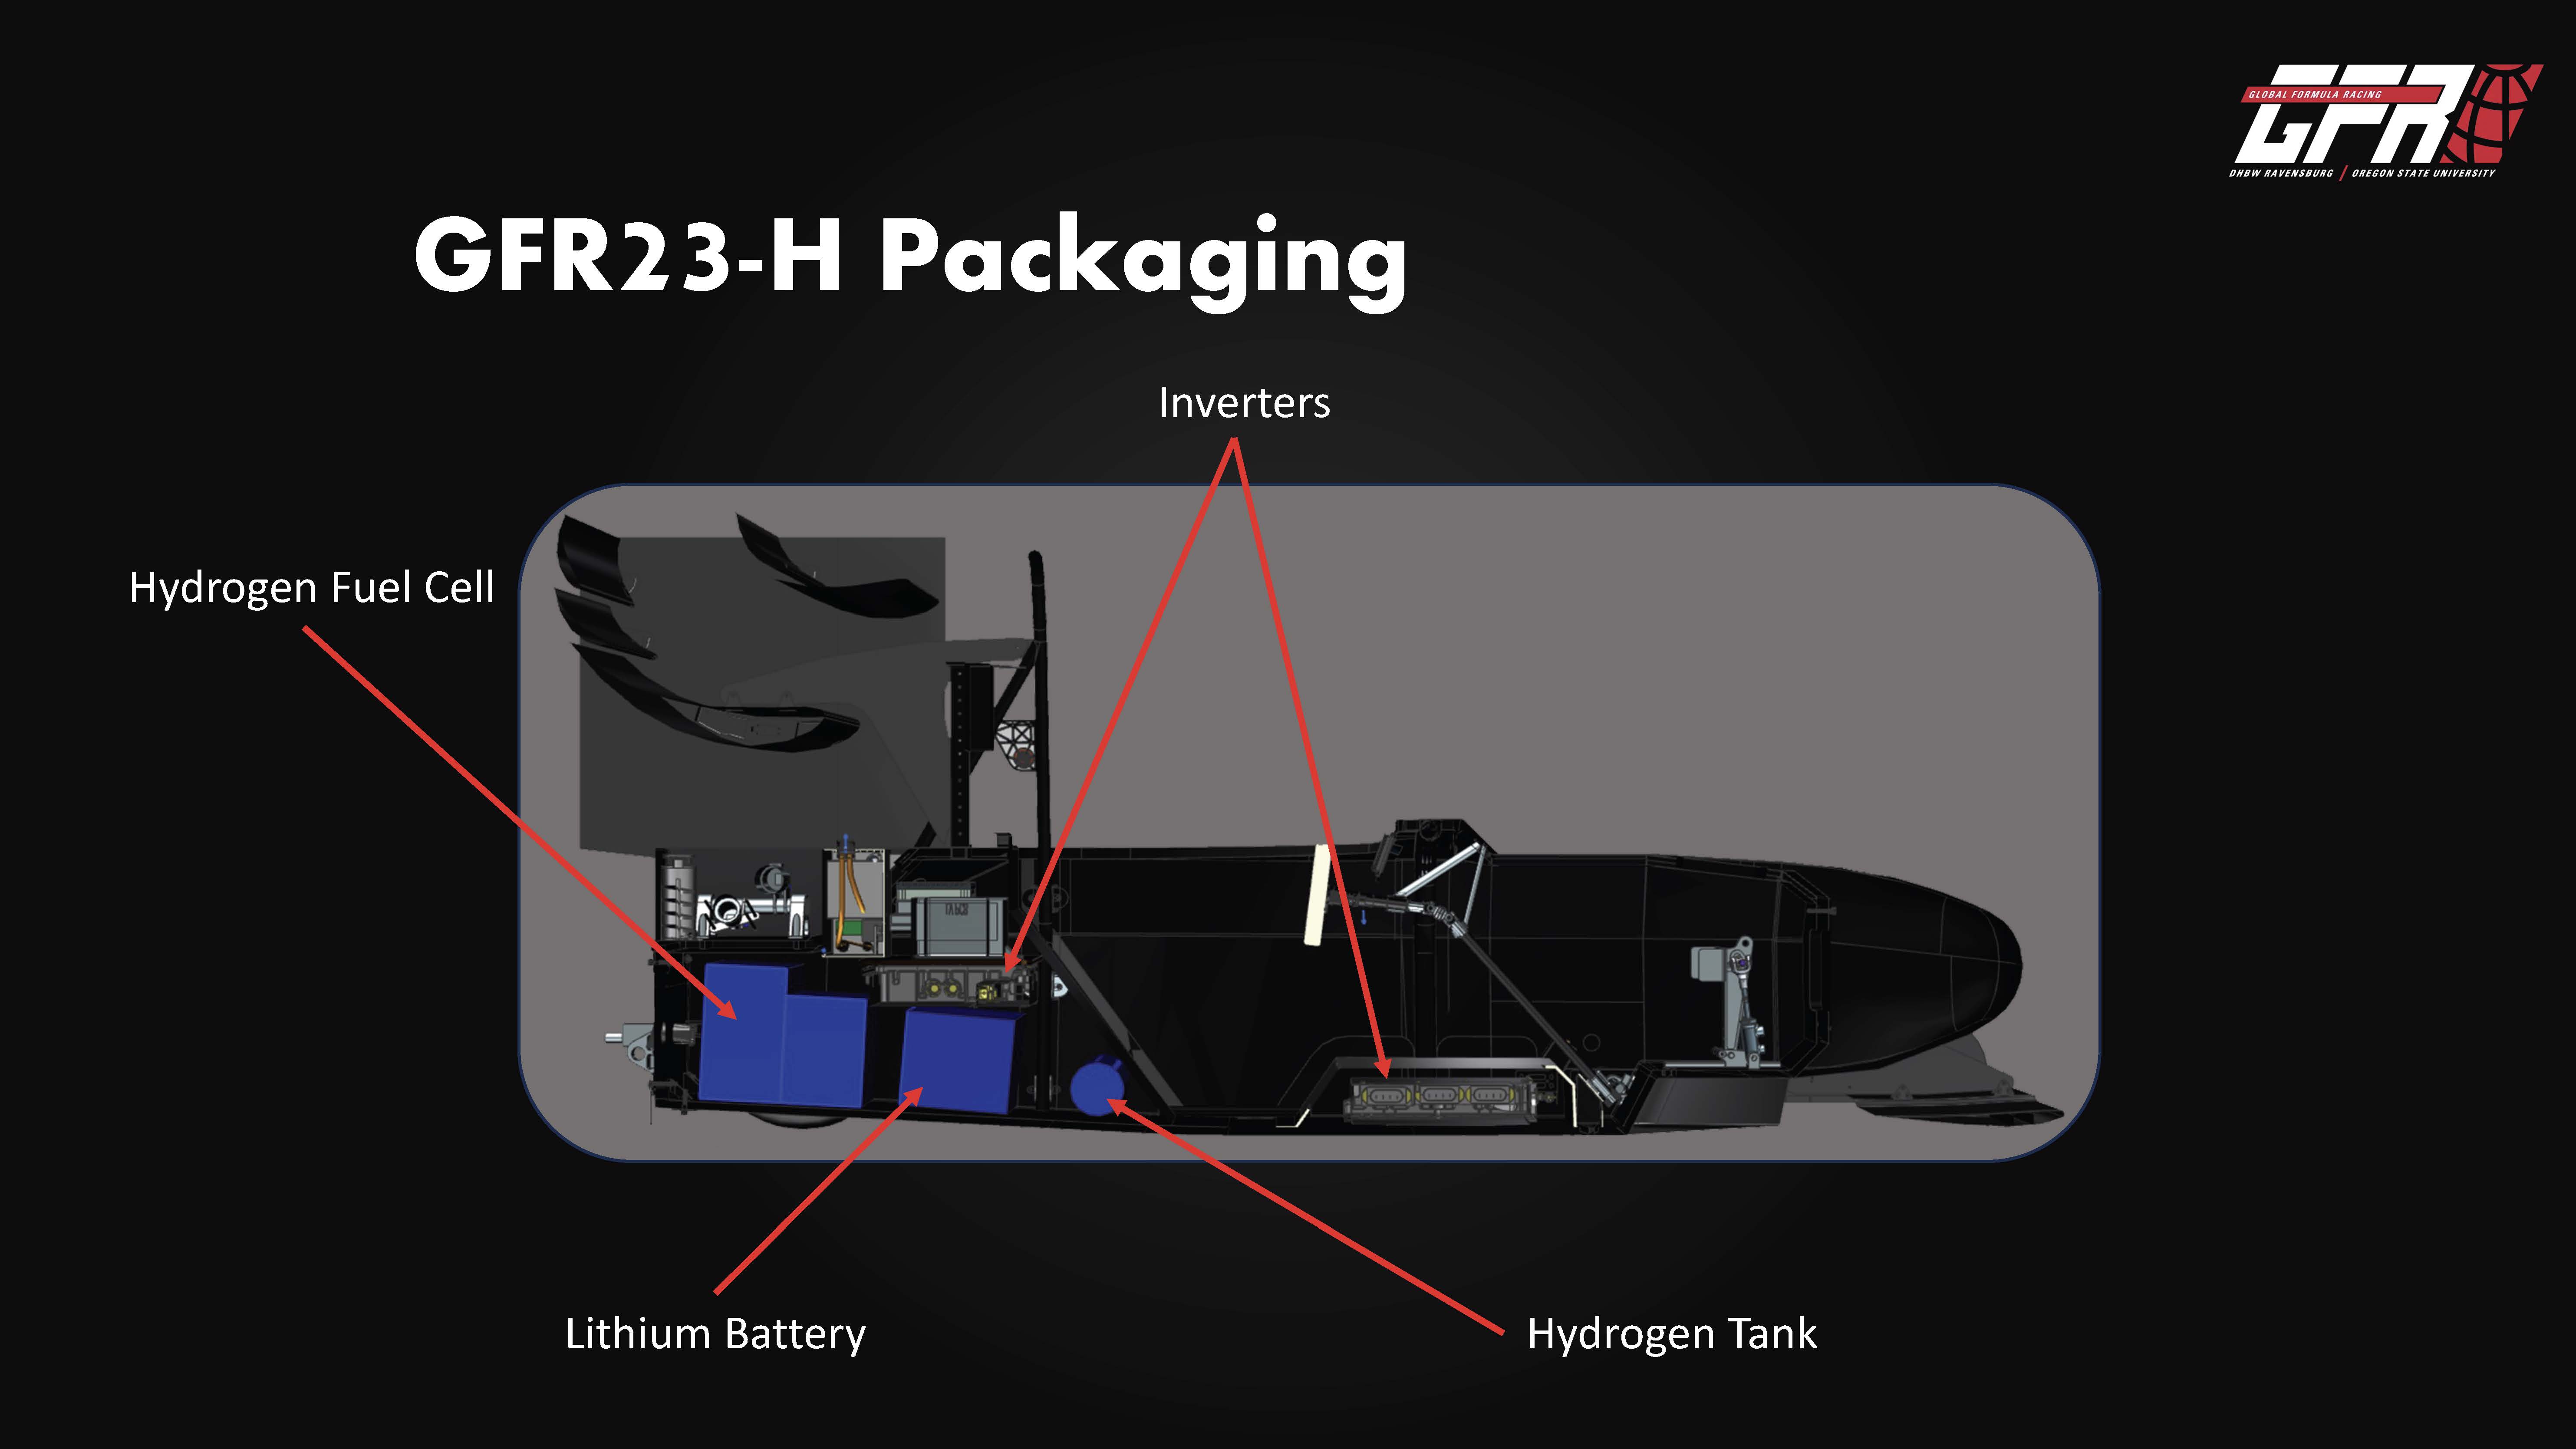 GLOBAL FORMULA RACING
GFR
DHBW RAVENSBURG / OREGON STATE UNIVERSITY
GFR23-H Packaging
Inverters
Hydrogen Fuel Cell
Lithium Battery
Hydrogen Tank